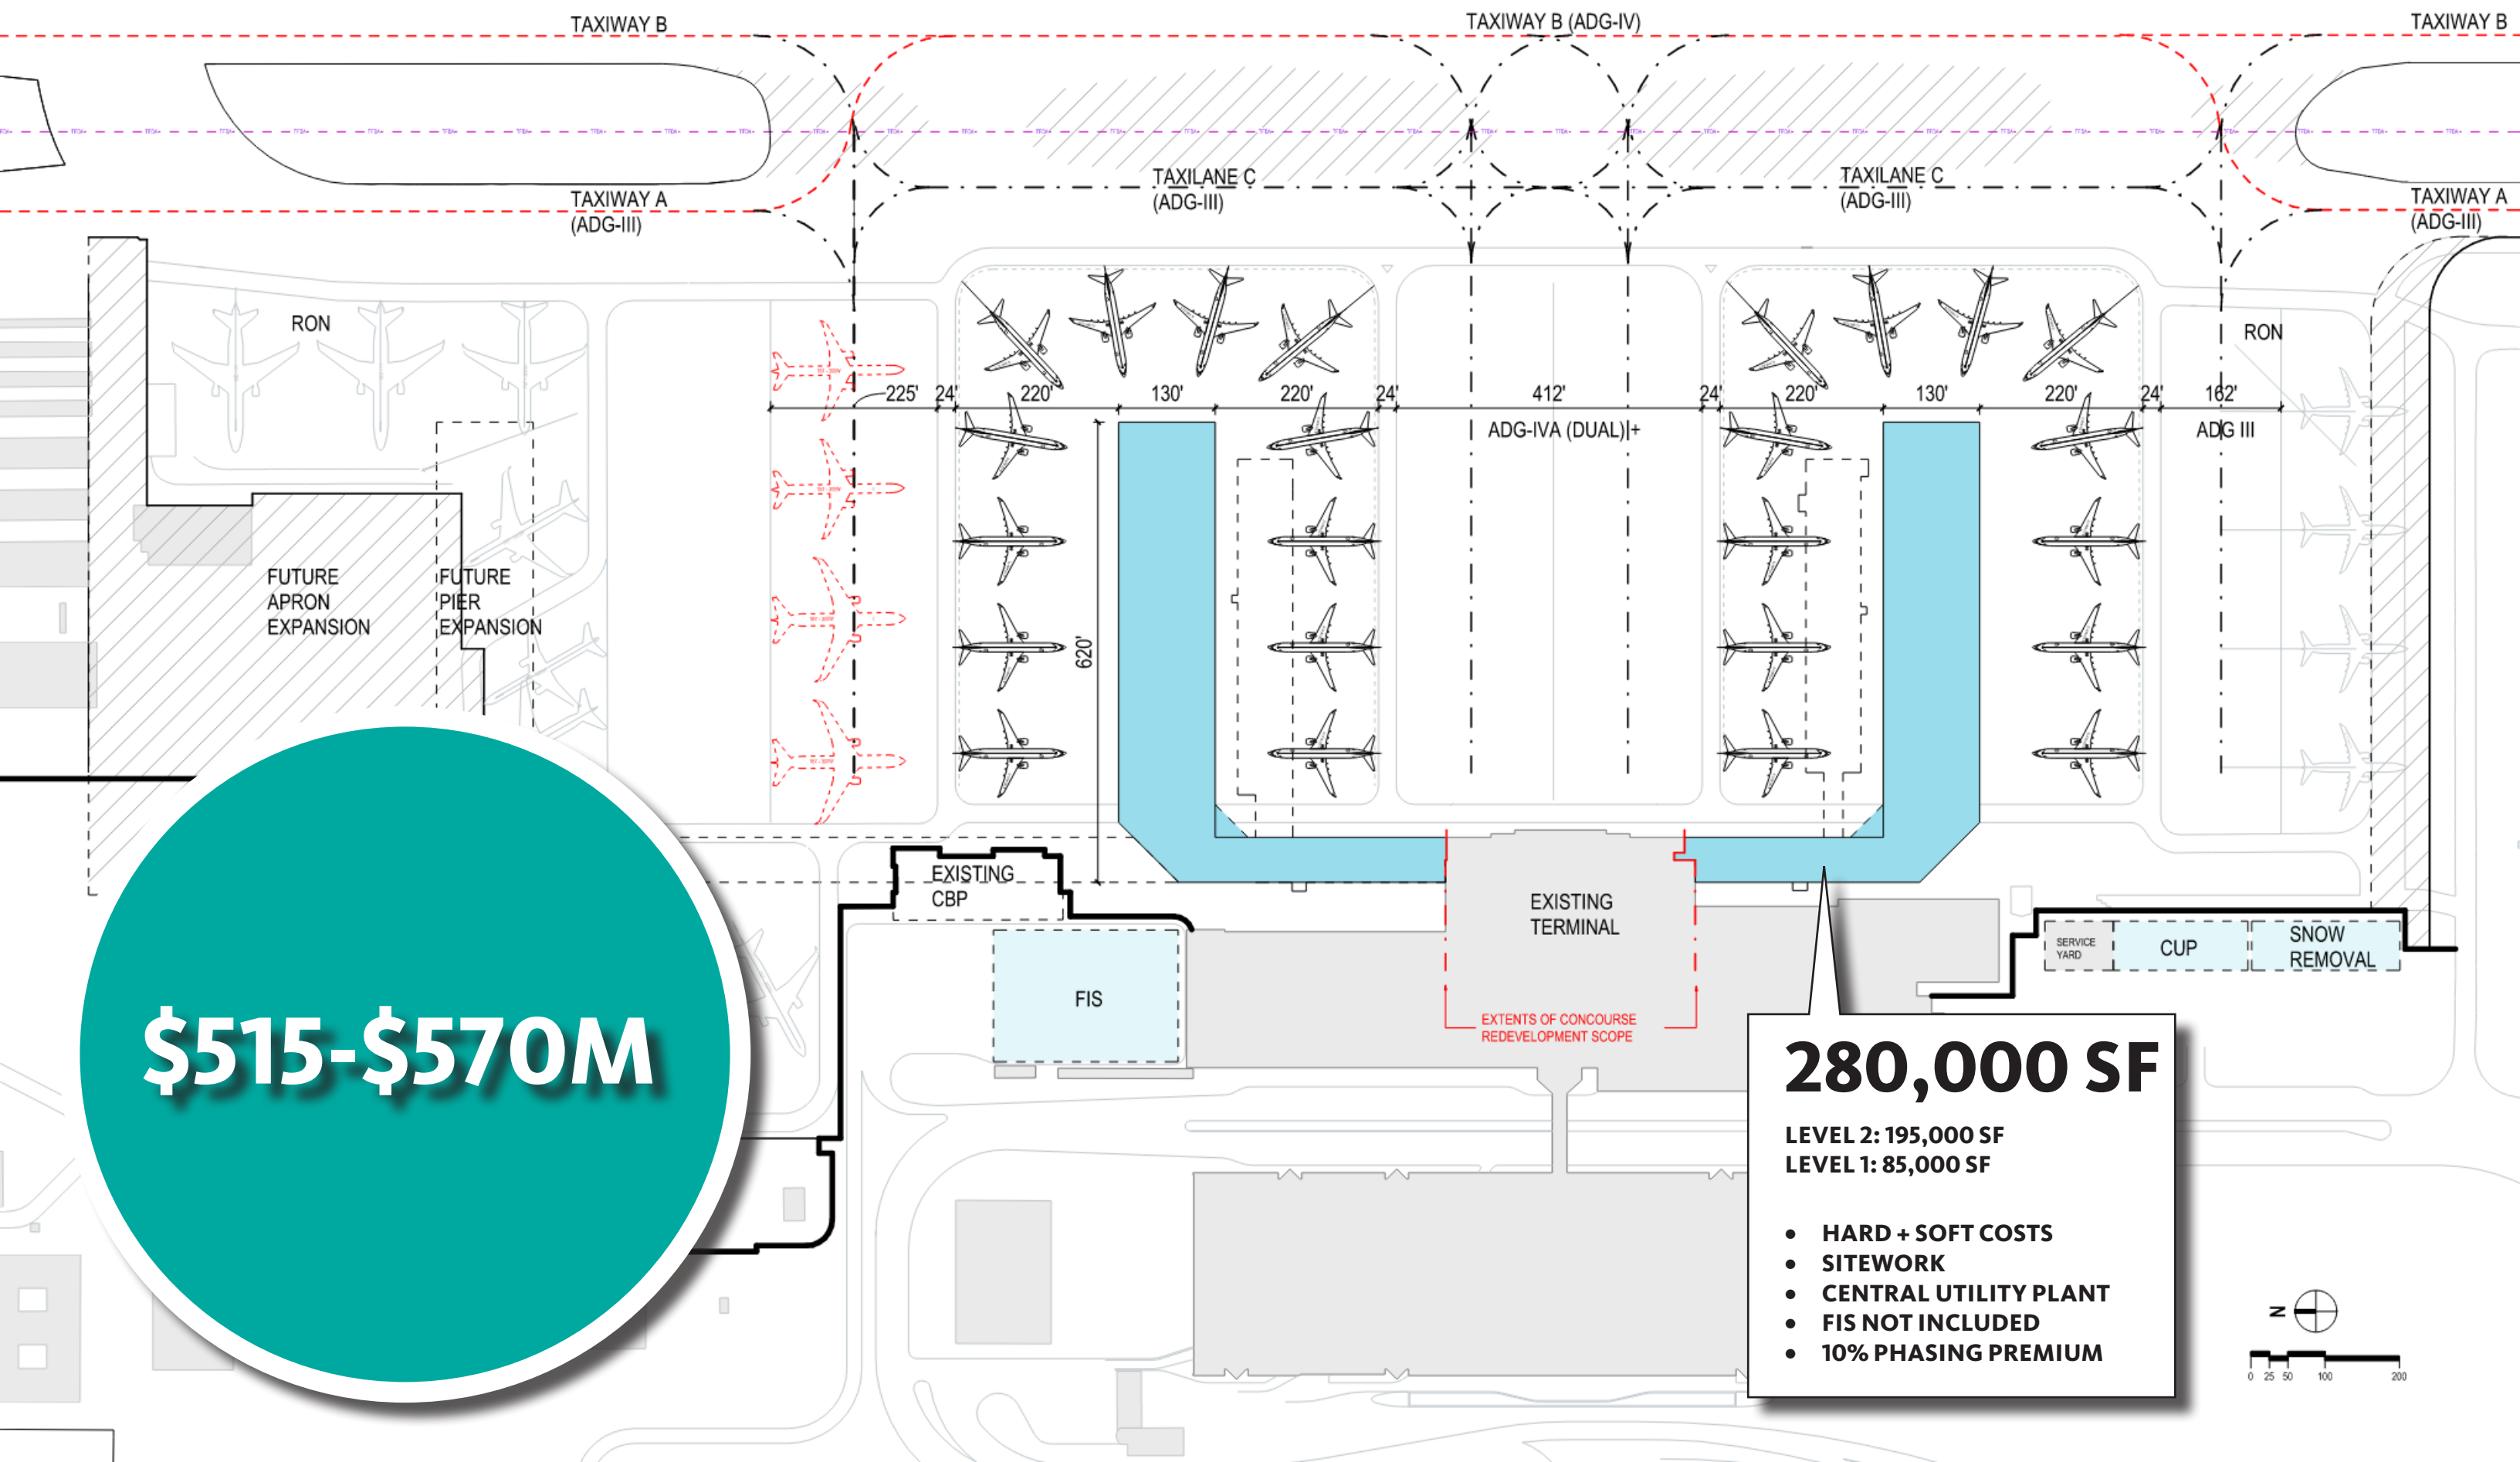 TAXIWAY B
TAXIWAY B (ADG-IV)
TAXIWAY B
TAXIWAY A
(ADG-III)
TAXILANE C
(ADG-III)
TAXILANE C
(ADG-III)
TAXIWAY A
(ADG-III)
RON
RON
225'
24'
220'
130'
220'
24'
412'
24'
220'
130'
220'
24'
162'
ADG-IVA (DUAL)+
ADG III
620'
FUTURE
APRON
EXPANSION
FUTURE
PIER
EXPANSION
EXISTING
CBP
EXISTING
TERMINAL
FIS
SERVICE
YARD
CUP
SNOW
REMOVAL
EXTENTS OF CONCOURSE
REDEVELOPMENT SCOPE
$515-$570M
280,000 SF
LEVEL 2: 195,000 SF
LEVEL 1: 85,000 SF
• HARD + SOFT COSTS
• SITEWORK
• CENTRAL UTILITY PLANT
• FIS NOT INCLUDED
• 10% PHASING PREMIUM
N
0 25 50 100 200